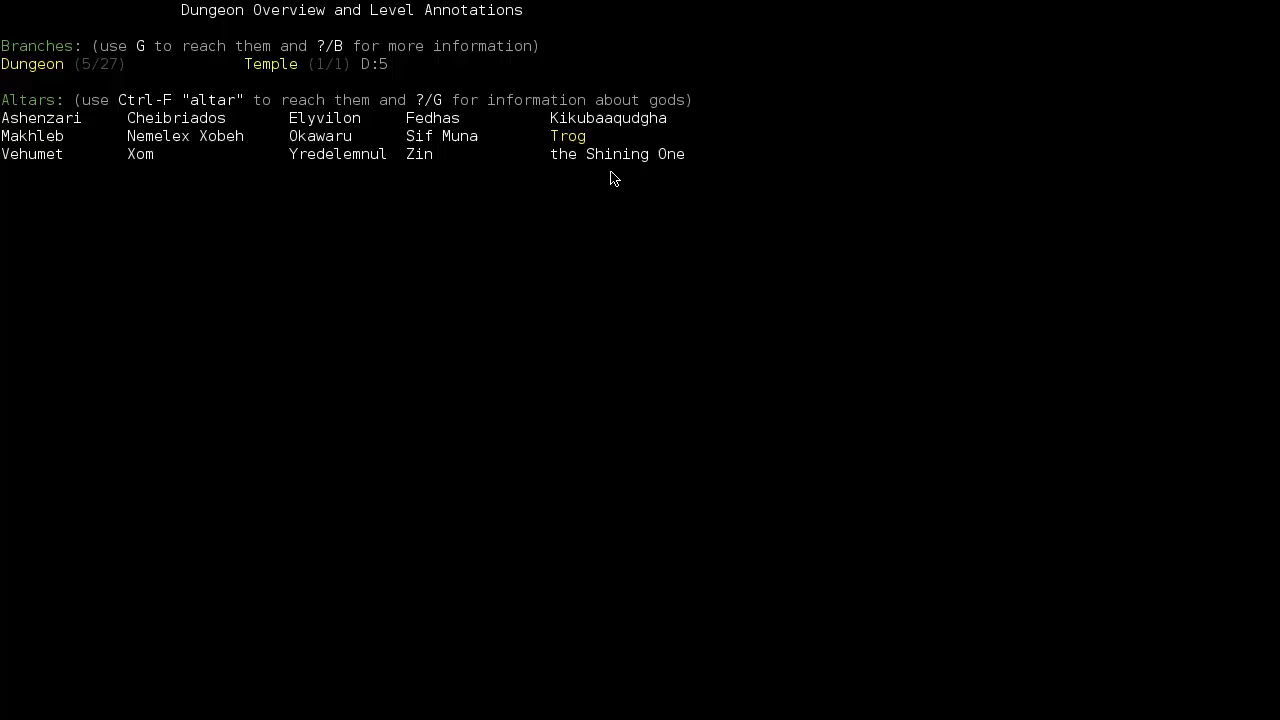 Dungeon Overview and Level Annotations
Branches: (use G to reach them and ?/B for more information)
Dungeon (5/27) Temple (1/1) D:5
Altars: (use Ctrl-F "altar" to reach them and ?/G for information about gods)
Ashenzari Cheibriados Elyvilon Fedhas Kikubaaqudgha
Makhleb Nemelex Xobeh Okawaru Sif Muna Trog
Vehumet Xom Yredelemnul Zin the Shining One